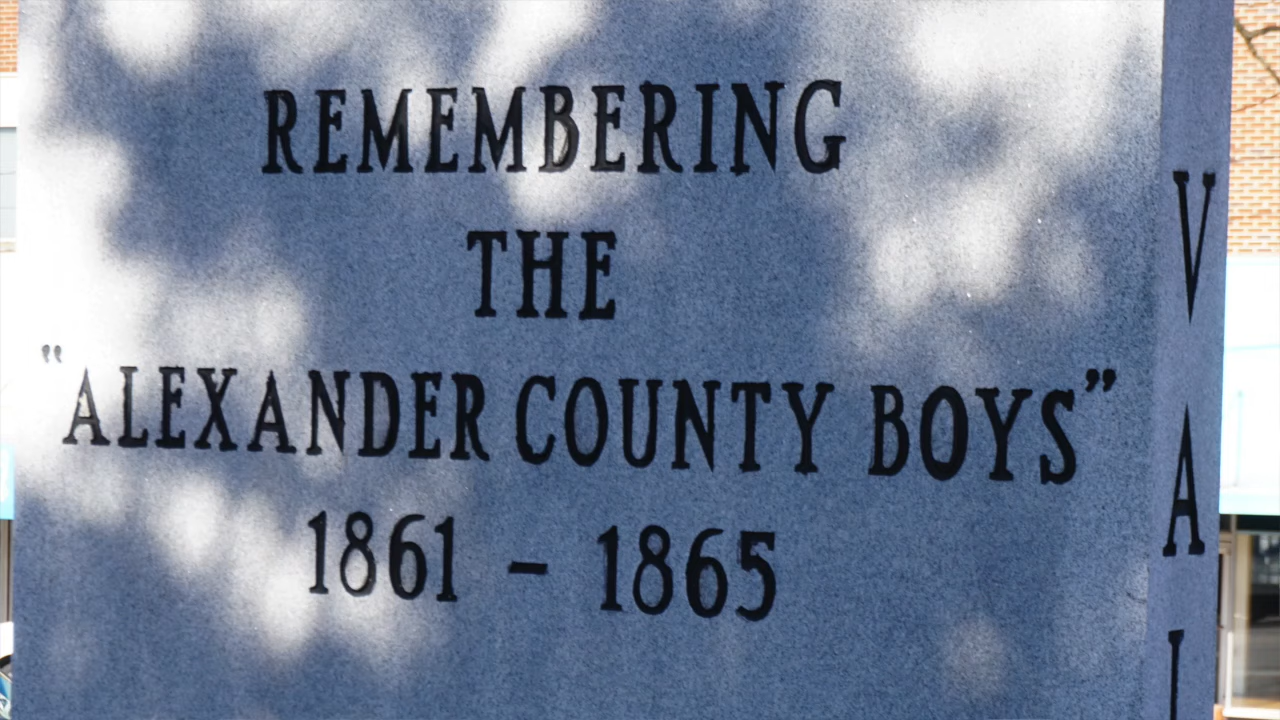 REMEMBERING
THE
"ALEXANDER COUNTY BOYS"
1861 - 1865
V
A